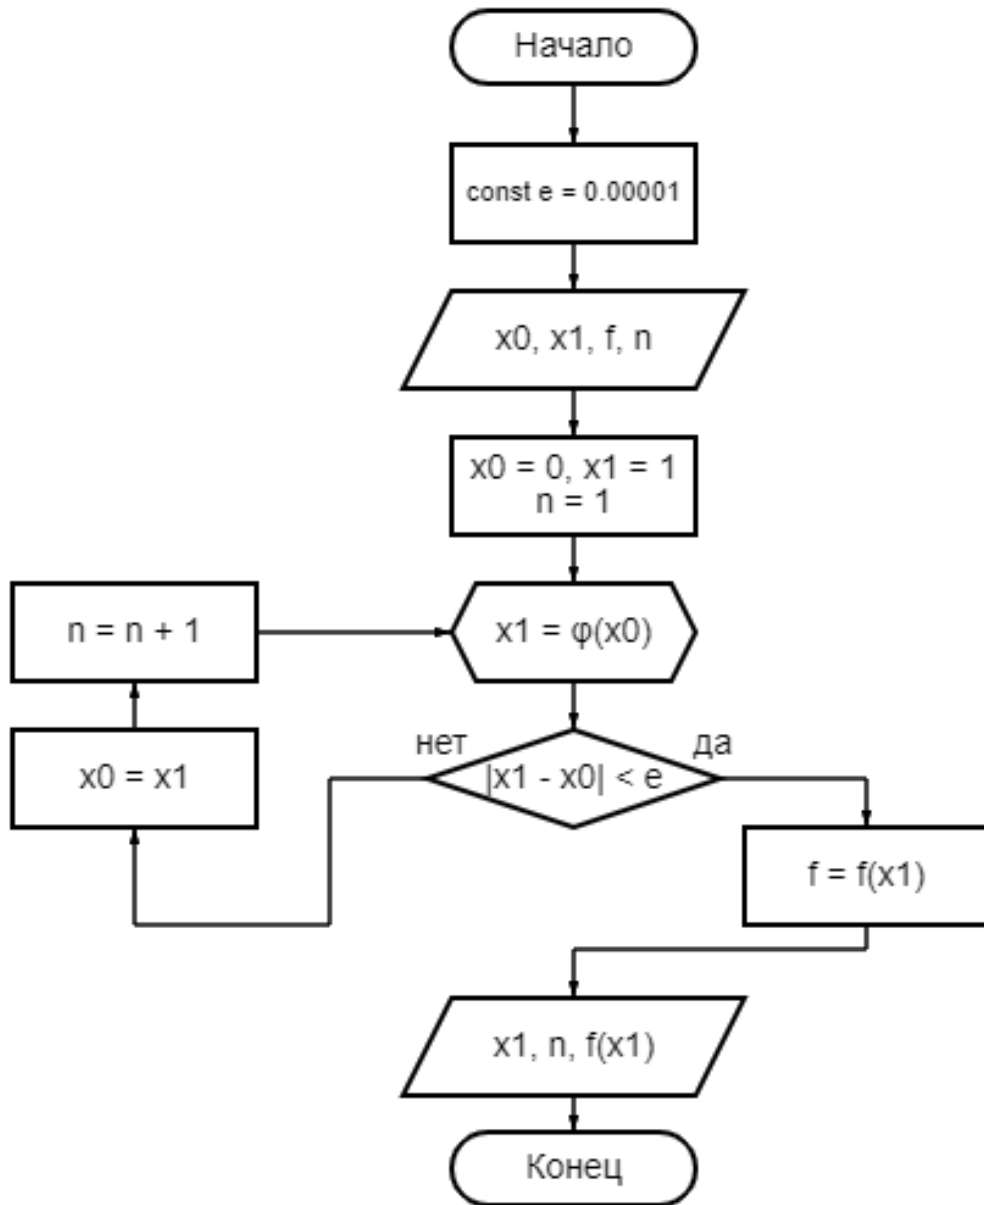 Начало
const e = 0.00001
x0, x1, f, n
x0 = 0, x1 = 1
n = 1
n = n + 1
x1 = φ(x0)
нет
да
x0 = x1
|x1 - x0| < e
f = f(x1)
x1, n, f(x1)
Конец